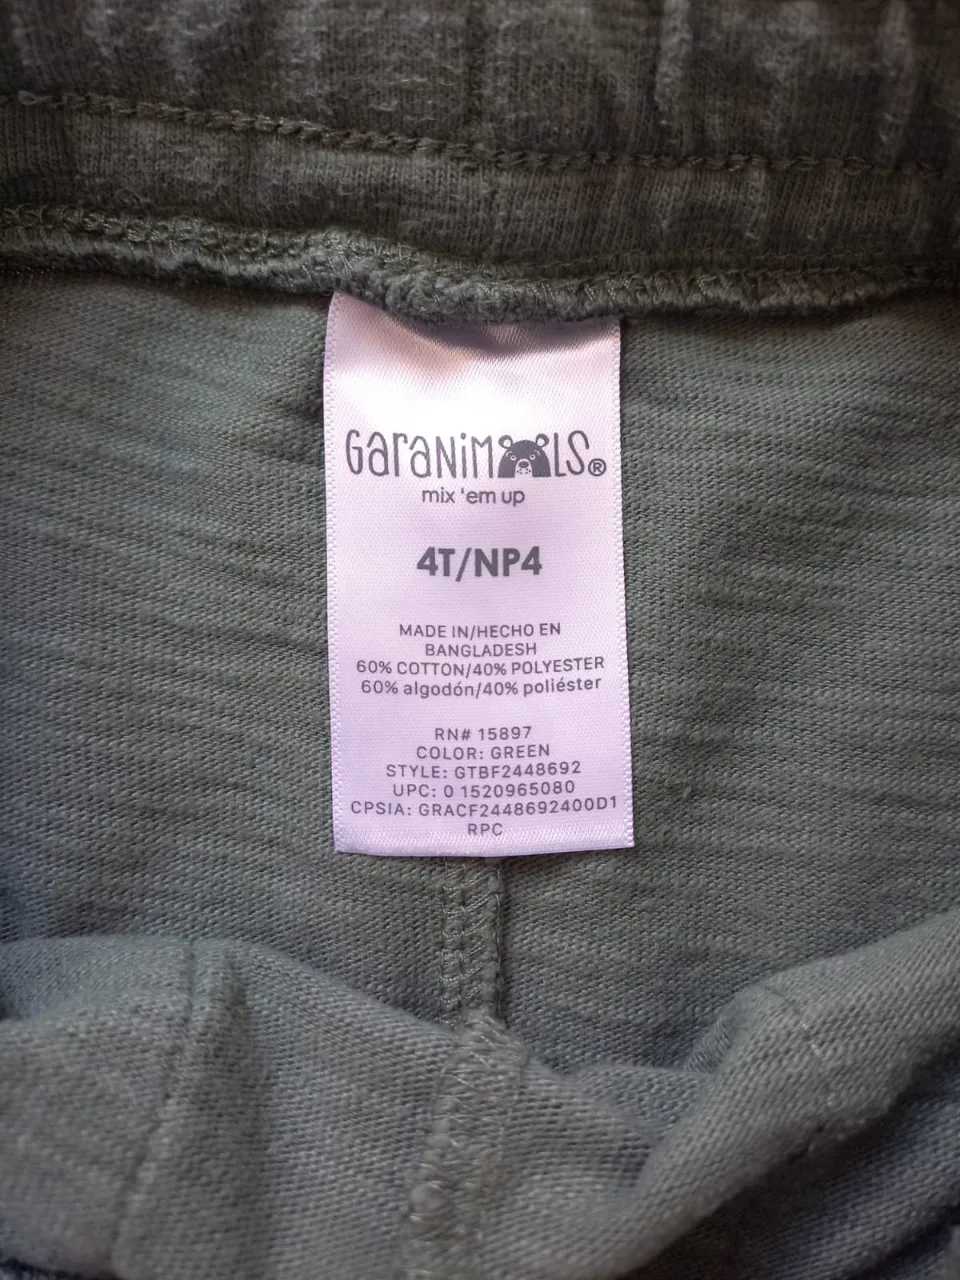 GaraNiMALS®
mix 'em up
4T/NP4
MADE IN/HECHO EN
BANGLADESH
60% COTTON/40% POLYESTER
60% algodón/40% poliéster
RN# 15897
COLOR: GREEN
STYLE: GTBF2448692
UPC: 0 1520965080
CPSIA: GRACF2448692400D1
RPC